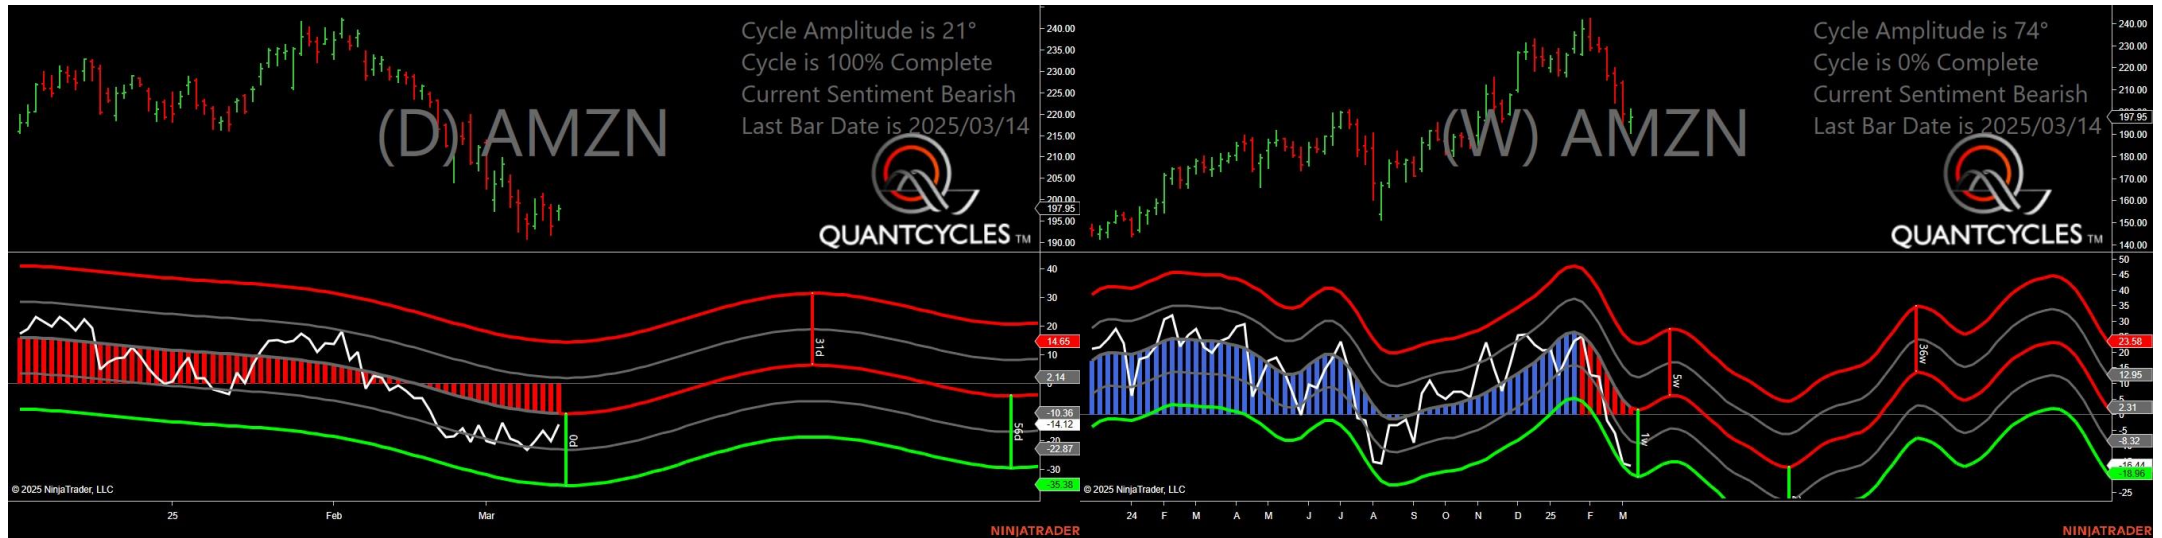 Cycle Amplitude is 21°
Cycle is 100% Complete
Current Sentiment Bearish
Last Bar Date is 2025/03/14
(D) AMZN
QUANTCYCLES TM
240.00
235.00
230.00
225.00
220.00
215.00
210.00
205.00
200.00
197.95
195.00
190.00
40
30
20
14.65
10
2.14
-10.36
-14.12
-20
-22.87
-30
-35.38
0d
31d
56d
© 2025 NinjaTrader, LLC
25 Feb Mar
NINJATRADER
Cycle Amplitude is 74°
Cycle is 0% Complete
Current Sentiment Bearish
Last Bar Date is 2025/03/14
(W) AMZN
QUANTCYCLES TM
240.00
230.00
220.00
210.00
200.00
197.95
190.00
180.00
170.00
160.00
150.00
140.00
50
45
40
35
30
23.58
20
12.95
10
5
2.31
-5
-8.32
-16.44
-18.96
-25
1w
5w
36w
© 2025 NinjaTrader, LLC
24 F M A M J J A S O N D 25 F M
NINJATRADER